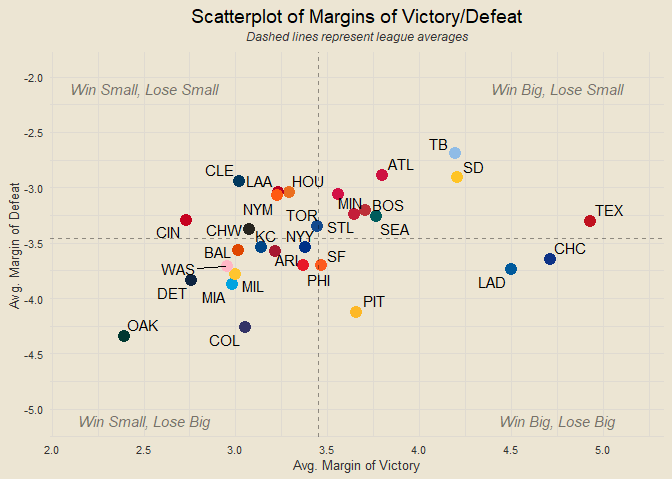 Scatterplot of Margins of Victory/Defeat
Dashed lines represent league averages
-2.0
Win Small, Lose Small
Win Big, Lose Small
-2.5
TB
CLE
LAA
HOU
ATL
SD
-3.0
NYM
TOR
MIN
BOS
TEX
CIN
CHW
KC
NYY
STL
SEA
-3.5
BAL
ARI
SF
CHC
WAS
DET
MIA
MIL
PHI
LAD
-4.0
PIT
OAK
COL
-4.5
-5.0
Win Small, Lose Big
Win Big, Lose Big
Avg. Margin of Defeat
2.0
2.5
3.0
3.5
4.0
4.5
5.0
Avg. Margin of Victory